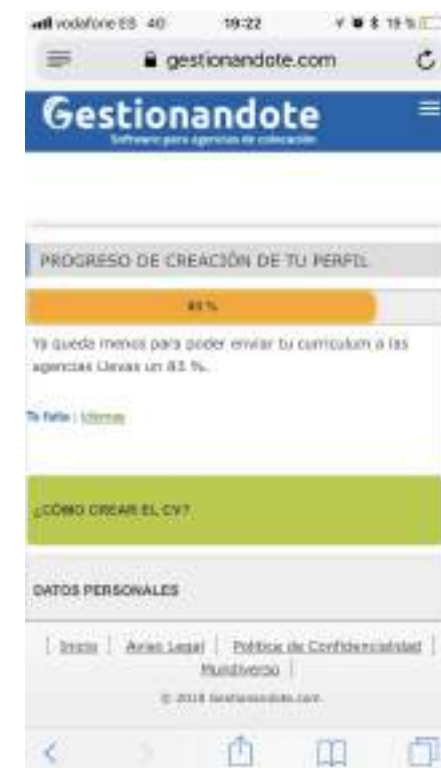 vodafone ES 4G 19:22 19 %
gestionandote.com
Gestionandote
Software para agencias de colocación
PROGRESO DE CREACIÓN DE TU PERFIL
83 %
Ya queda menos para poder enviar tu curriculum a las
agencias Llevas un 83 %.
Te falta : Idiomas
¿CÓMO CREAR EL CV?
DATOS PERSONALES
[ Inicio | Aviso Legal | Política de Confidencialidad |
Mundiverso ]
© 2018 Gestionandote.com